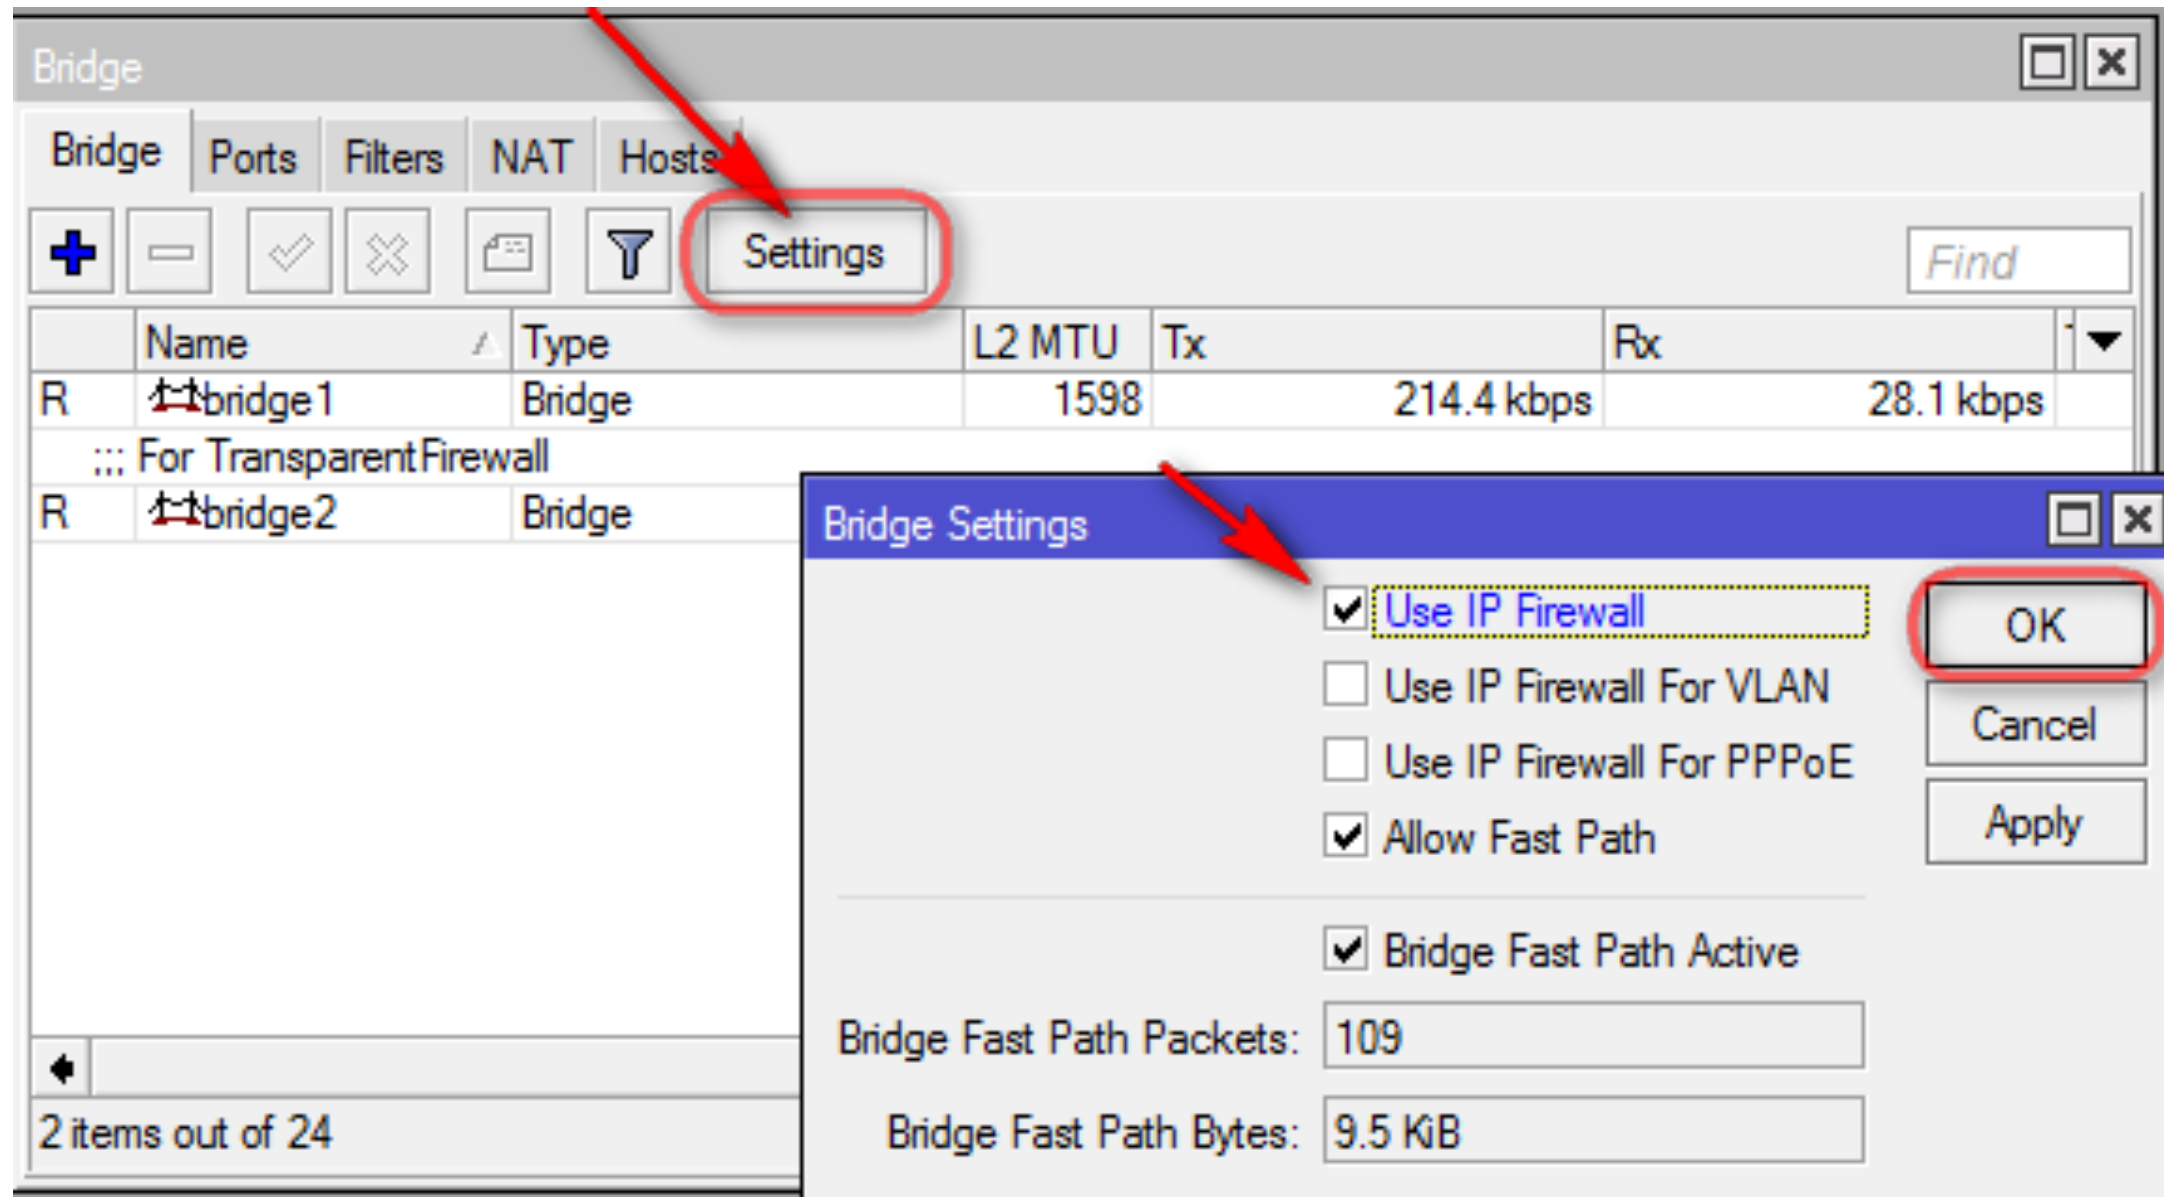 Bridge
Bridge Ports Filters NAT Hosts
Settings Find
Name Type L2 MTU Tx Rx
R bridge1 Bridge 1598 214.4 kbps 28.1 kbps
;;; For TransparentFirewall
R bridge2 Bridge
Bridge Settings
Use IP Firewall OK
Use IP Firewall For VLAN
Cancel
Use IP Firewall For PPPoE
Allow Fast Path Apply
Bridge Fast Path Active
Bridge Fast Path Packets: 109
Bridge Fast Path Bytes: 9.5 KiB
2 items out of 24